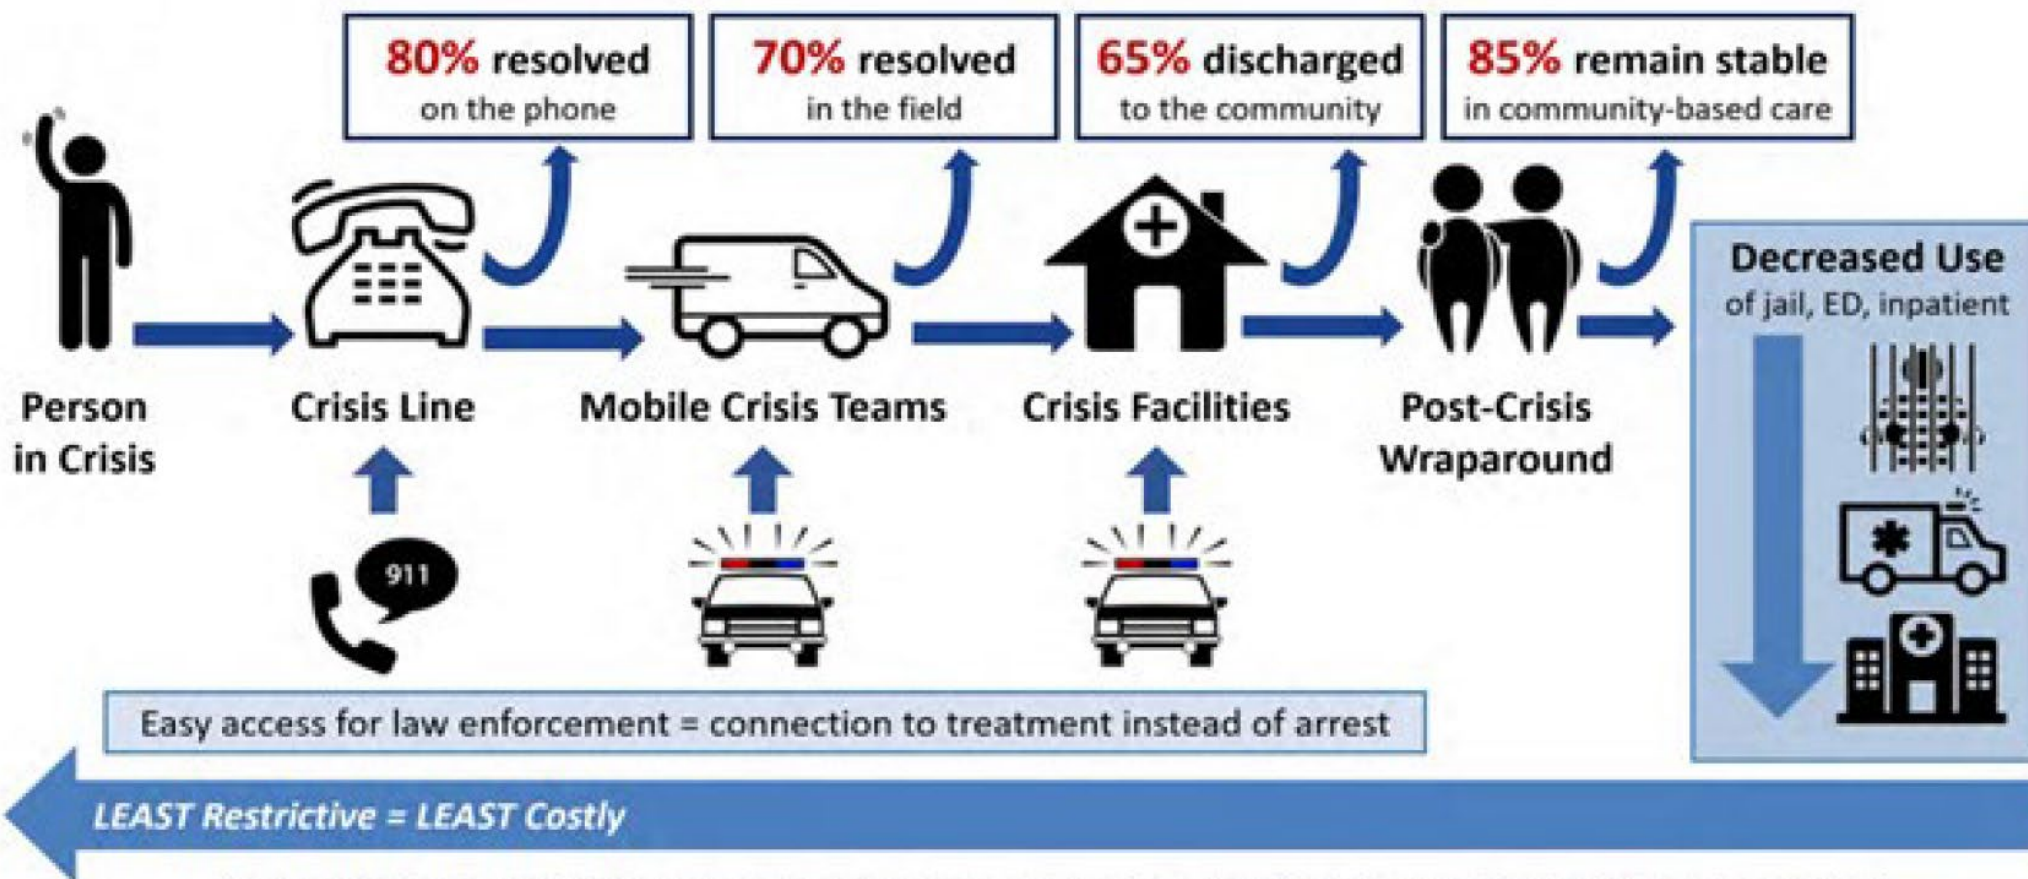 80% resolved
on the phone
70% resolved
in the field
65% discharged
to the community
85% remain stable
in community-based care
Decreased Use
of jail, ED, inpatient
Person
in Crisis
Crisis Line
Mobile Crisis Teams
Crisis Facilities
Post-Crisis
Wraparound
911
Easy access for law enforcement = connection to treatment instead of arrest
LEAST Restrictive = LEAST Costly